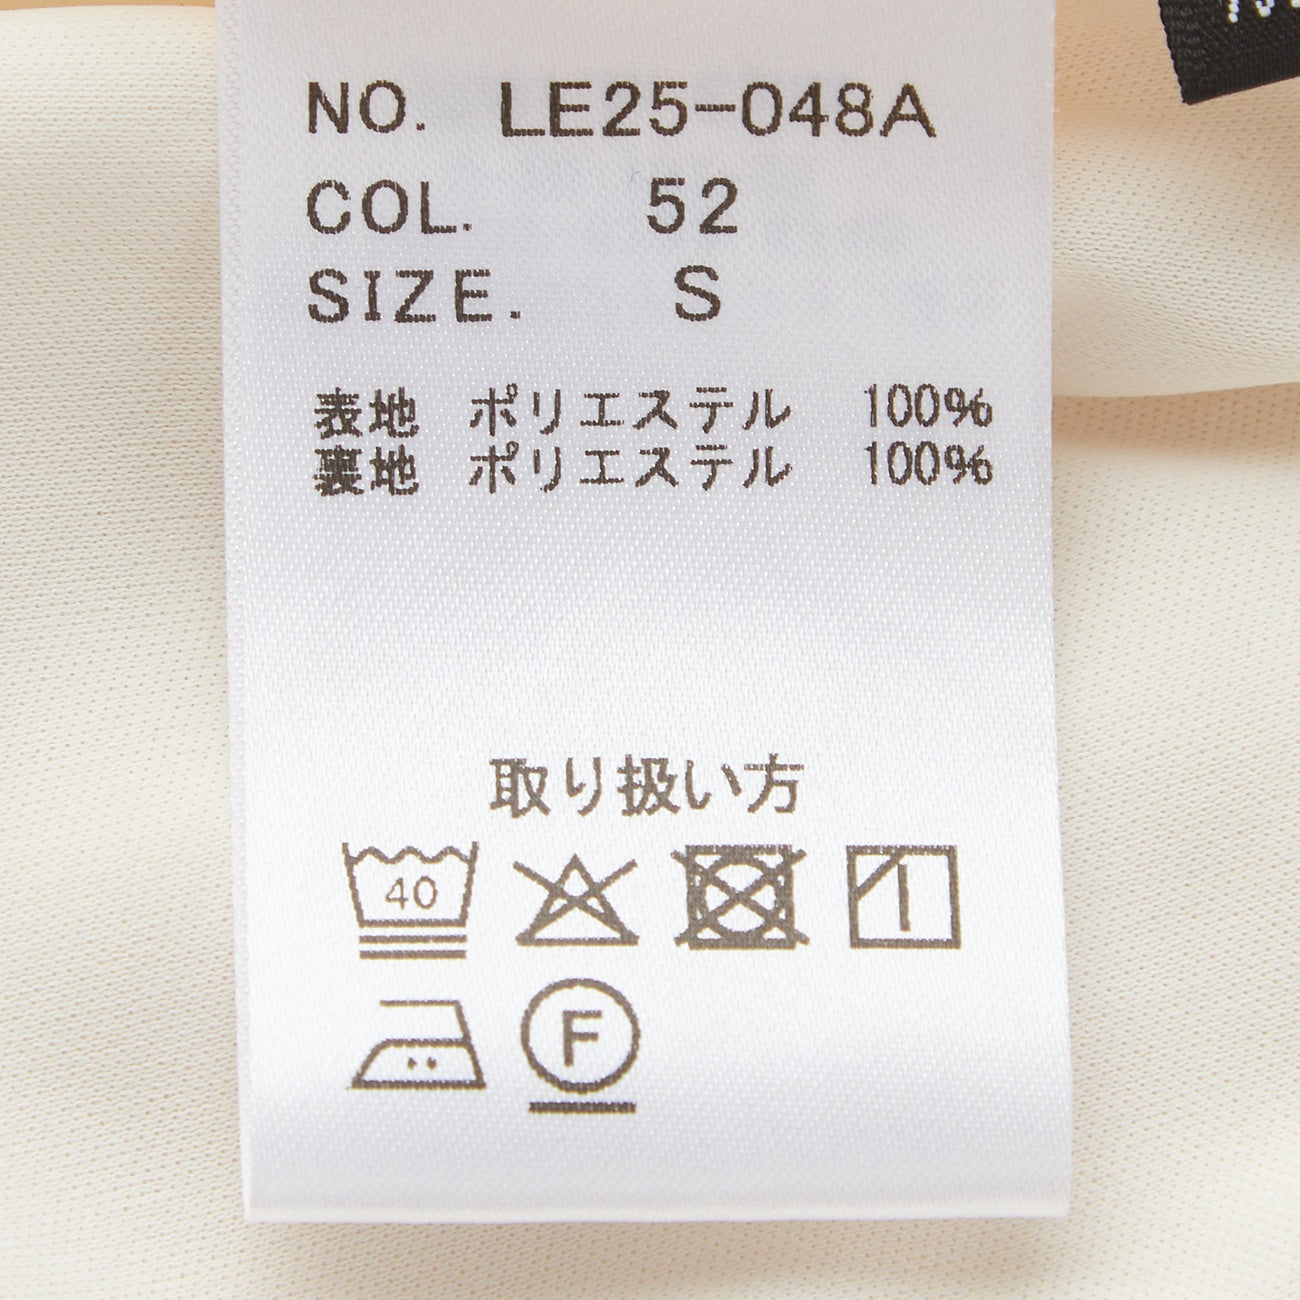 NO. LE25-048A
COL. 52
SIZE. S
表地 ポリエステル 100%
裏地 ポリエステル 100%
取り扱い方
40
F